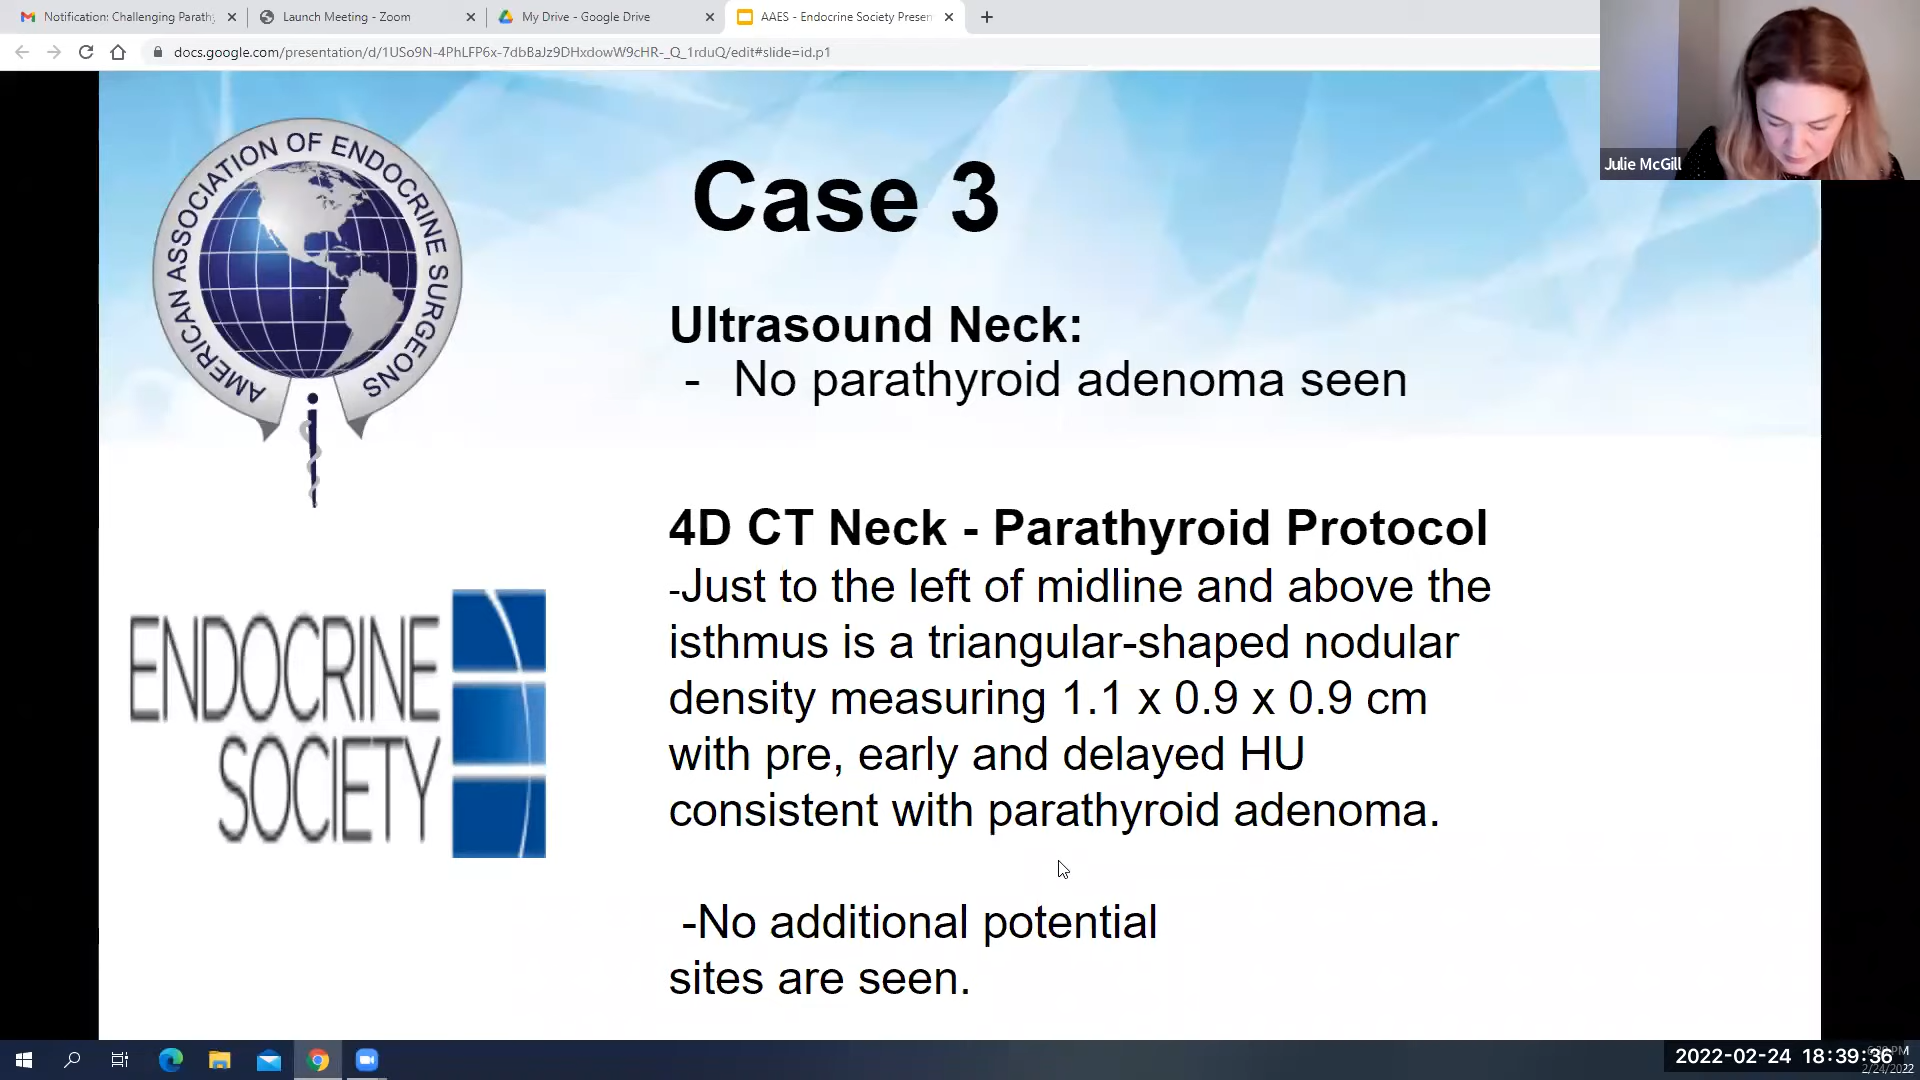 Notification: Challenging Parath
Launch Meeting - Zoom
My Drive - Google Drive
AAES - Endocrine Society Presen
docs.google.com/presentation/d/1USo9N-4PhLFP6x-7dbBaJz9DHxdowW9cHR-_Q_1rduQ/edit#slide=id.p1
Julie McGill
AMERICAN ASSOCIATION OF ENDOCRINE SURGEONS
Case 3
Ultrasound Neck:
- No parathyroid adenoma seen
4D CT Neck - Parathyroid Protocol
-Just to the left of midline and above the
isthmus is a triangular-shaped nodular
density measuring 1.1 x 0.9 x 0.9 cm
with pre, early and delayed HU
consistent with parathyroid adenoma.
-No additional potential
sites are seen.
ENDOCRINE
SOCIETY
2022-02-24 18:39:36
2/24/2022